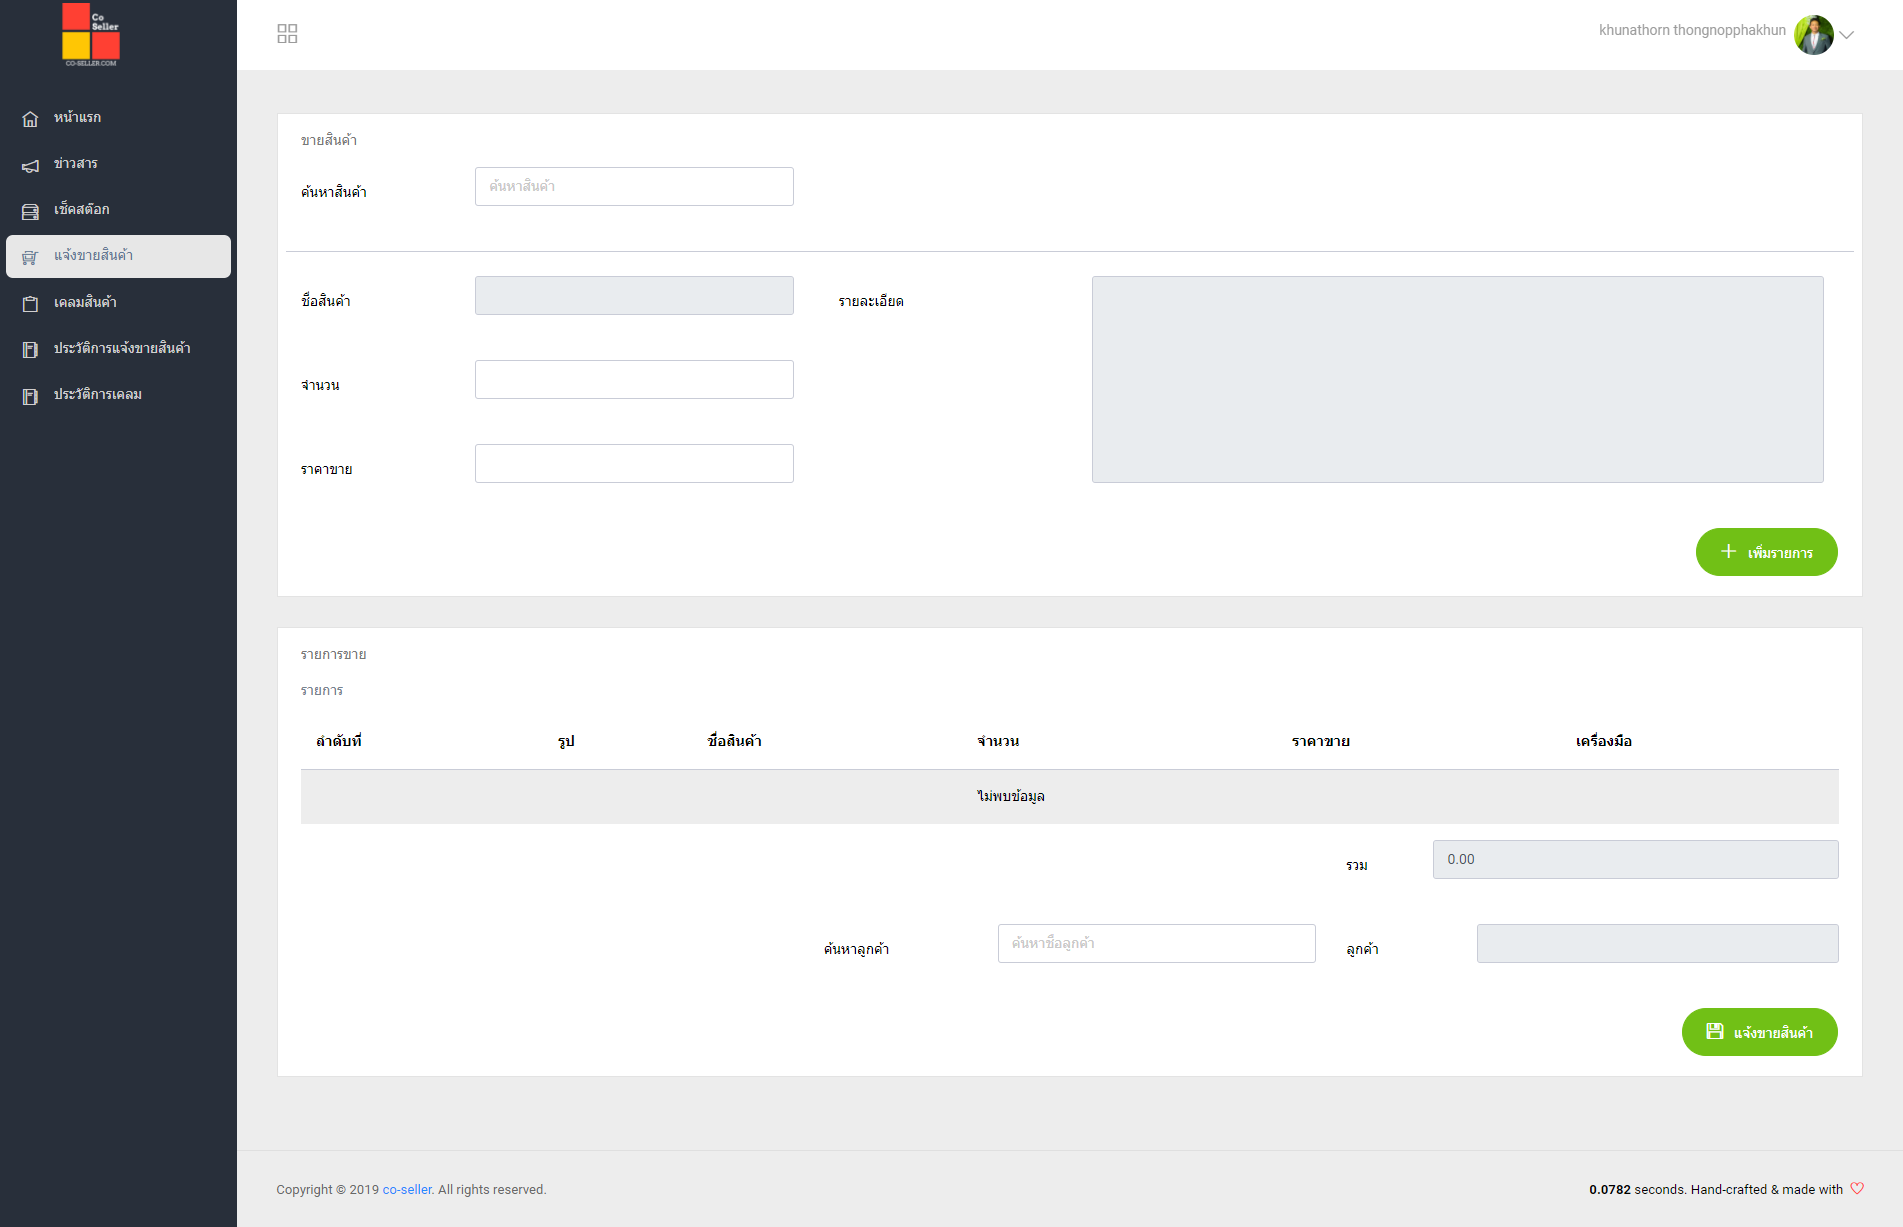 Co
Seller
CO-SELLER.COM
khunathorn thongnopphakhun
หน้าแรก
ข่าวสาร
เช็คสต๊อก
แจ้งขายสินค้า
เคลมสินค้า
ประวัติการแจ้งขายสินค้า
ประวัติการเคลม
ขายสินค้า
ค้นหาสินค้า ค้นหาสินค้า
ชื่อสินค้า รายละเอียด
จำนวน
ราคาขาย
เพิ่มรายการ
รายการขาย
รายการ
ลำดับที่ รูป ชื่อสินค้า จำนวน ราคาขาย เครื่องมือ
ไม่พบข้อมูล
รวม 0.00
ค้นหาลูกค้า ค้นหาชื่อลูกค้า ลูกค้า
แจ้งขายสินค้า
Copyright © 2019 co-seller. All rights reserved. 0.0782 seconds. Hand-crafted & made with